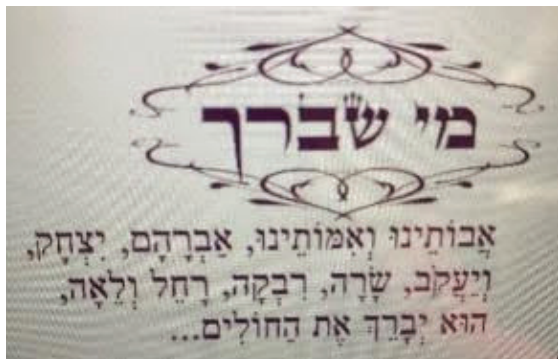 מי שברך
אֲבוֹתֵינוּ וְאִמּוֹתֵינוּ, אַבְרָהָם, יִצְחָק,
וְיַעֲקֹב, שָׂרָה, רִבְקָה, רָחֵל וְלֵאָה,
הוּא יְבָרֵךְ אֶת הַחוֹלִים...